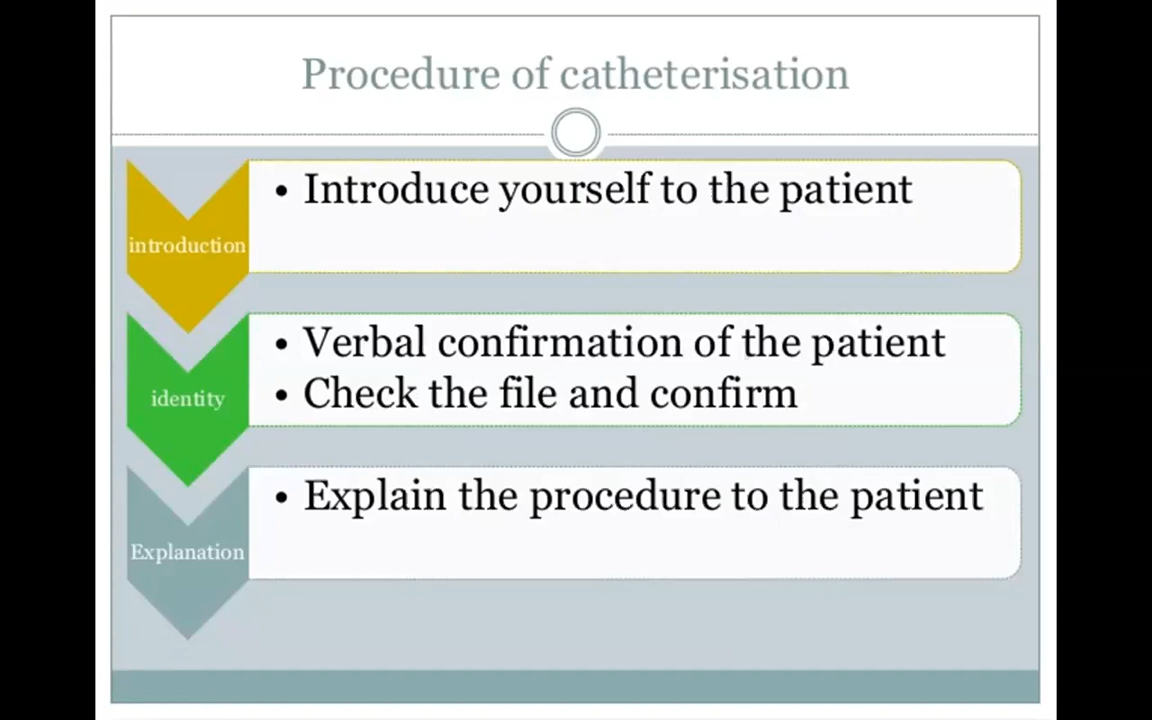 Procedure of catheterisation
introduction
• Introduce yourself to the patient
identity
• Verbal confirmation of the patient
• Check the file and confirm
Explanation
• Explain the procedure to the patient